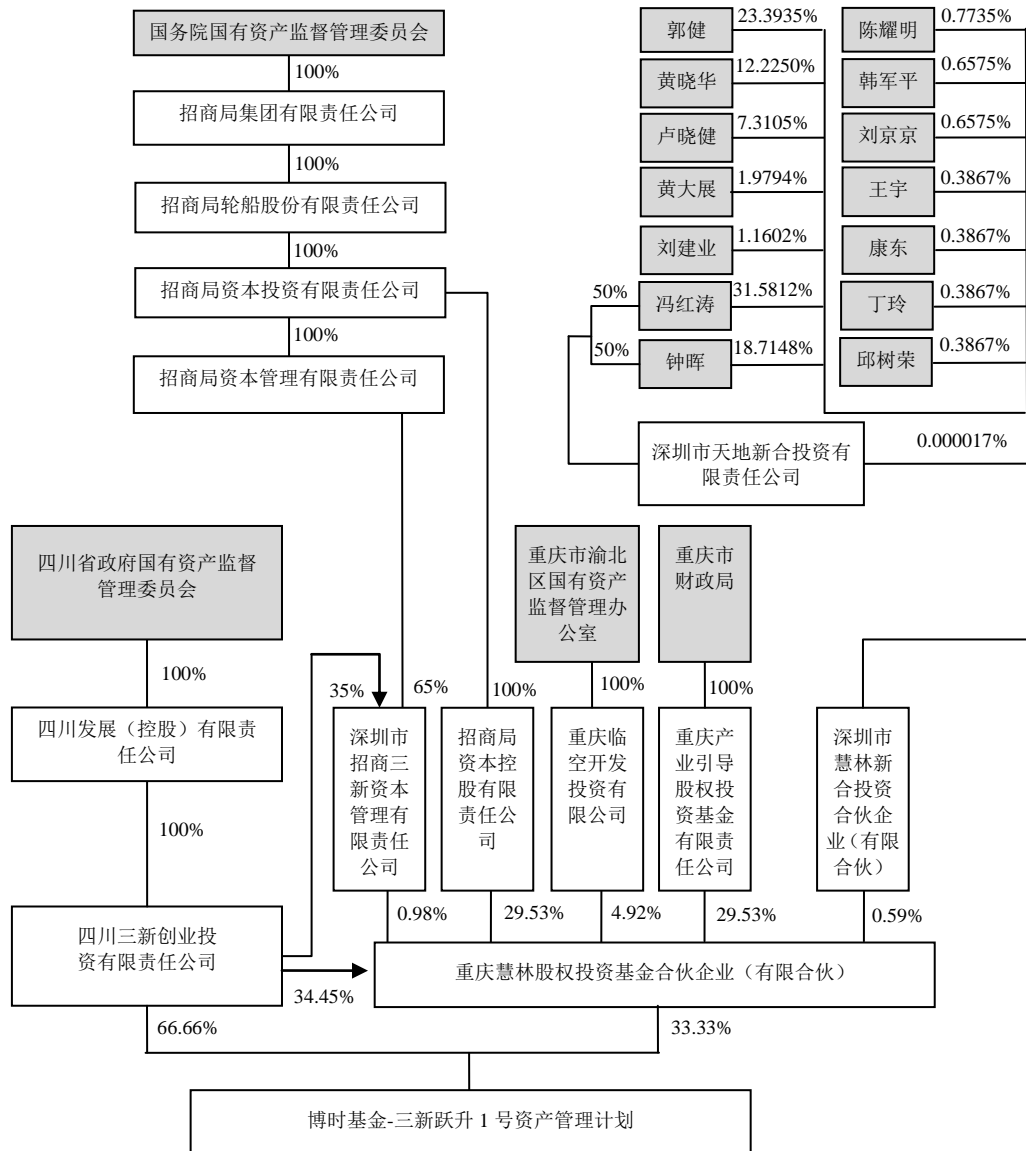 国务院国有资产监督管理委员会
100%
招商局集团有限责任公司
100%
招商局轮船股份有限责任公司
100%
招商局资本投资有限责任公司
100%
招商局资本管理有限责任公司
郭健
23.3935%
陈耀明
0.7735%
黄晓华
12.2250%
韩军平
0.6575%
卢晓健
7.3105%
刘京京
0.6575%
黄大展
1.9794%
王宇
0.3867%
刘建业
1.1602%
康东
0.3867%
50%
冯红涛
31.5812%
丁玲
0.3867%
50%
钟晖
18.7148%
邱树荣
0.3867%
深圳市天地新合投资有
限责任公司
0.000017%
四川省政府国有资产监督
管理委员会
重庆市渝北
区国有资产
监督管理办
公室
重庆市
财政局
100%
35%
65%
100%
100%
100%
四川发展（控股）有限责
任公司
深圳市
招商三
新资本
管理有
限责任
公司
招商局
资本控
股有限
责任公
司
重庆临
空开发
投资有
限公司
重庆产
业引导
股权投
资基金
有限责
任公司
深圳市
慧林新
合投资
合伙企
业（有限
合伙）
100%
0.98%
29.53%
4.92%
29.53%
0.59%
四川三新创业投
资有限责任公司
34.45%
重庆慧林股权投资基金合伙企业（有限合伙）
66.66%
33.33%
博时基金-三新跃升 1 号资产管理计划